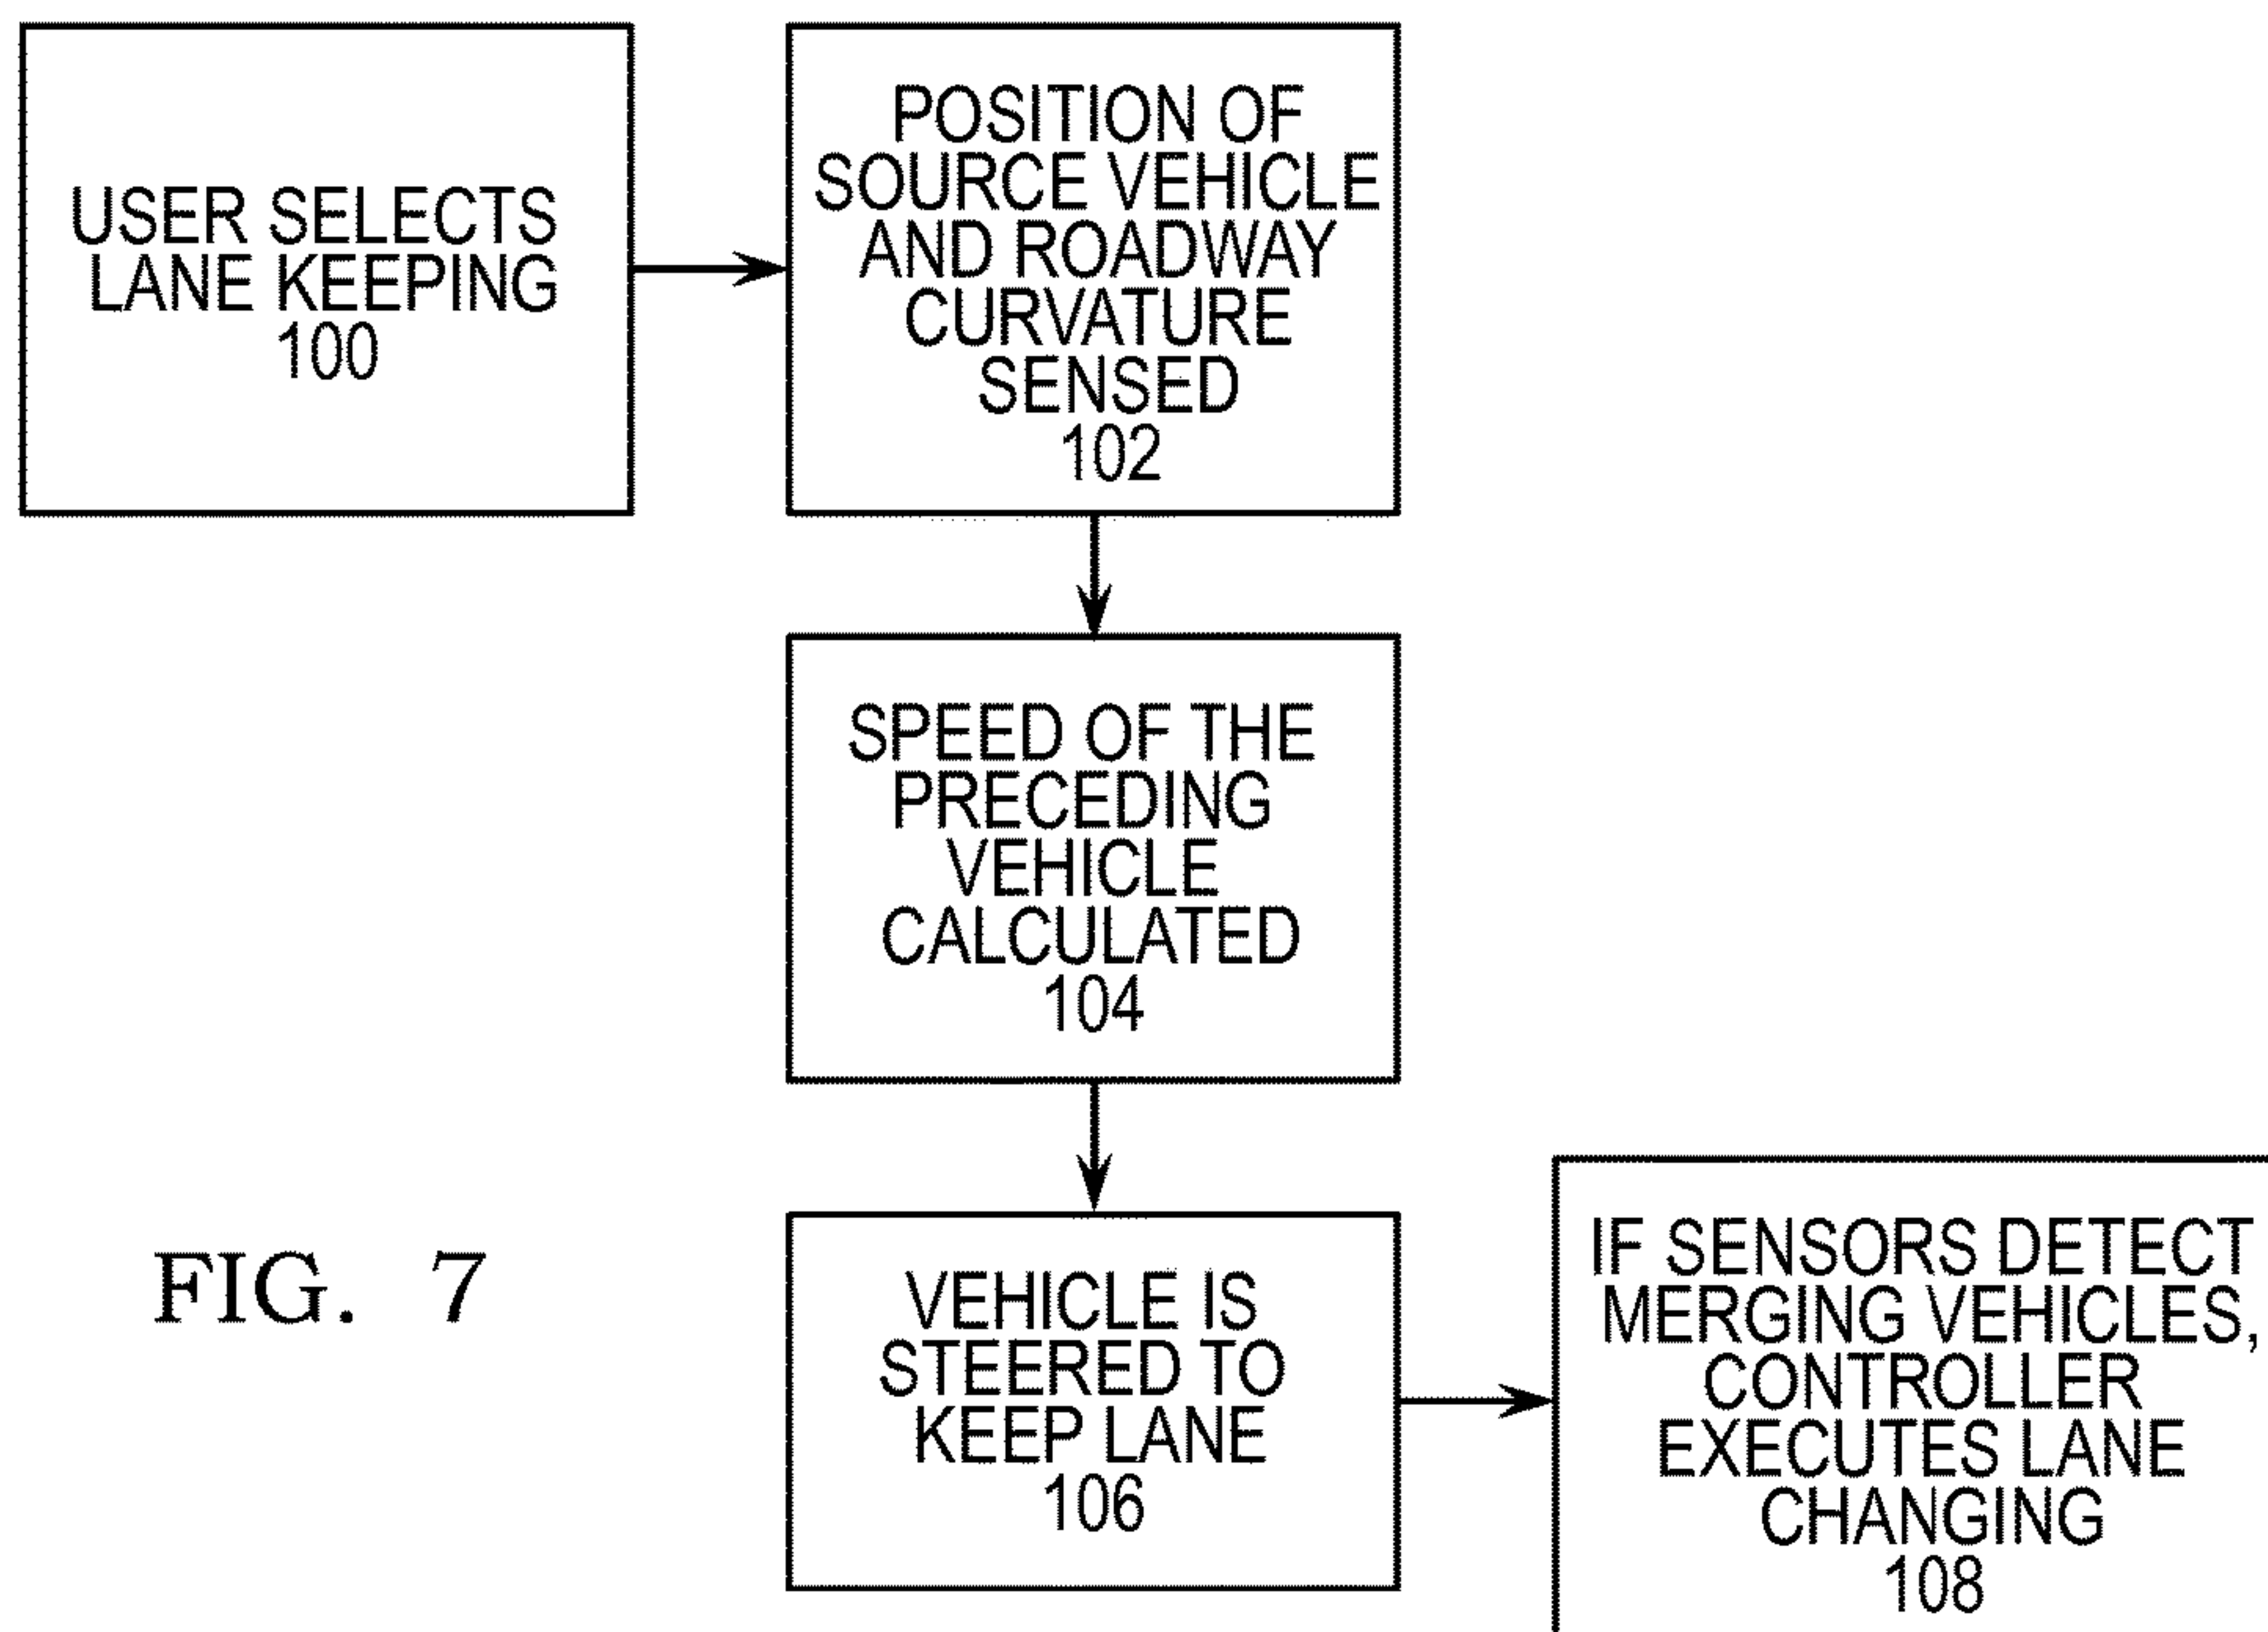 USER SELECTS
LANE KEEPING
100
POSITION OF
SOURCE VEHICLE
AND ROADWAY
CURVATURE
SENSED
102
SPEED OF THE
PRECEDING
VEHICLE
CALCULATED
104
VEHICLE IS
STEERED TO
KEEP LANE
106
IF SENSORS DETECT
MERGING VEHICLES,
CONTROLLER
EXECUTES LANE
CHANGING
108
FIG. 7